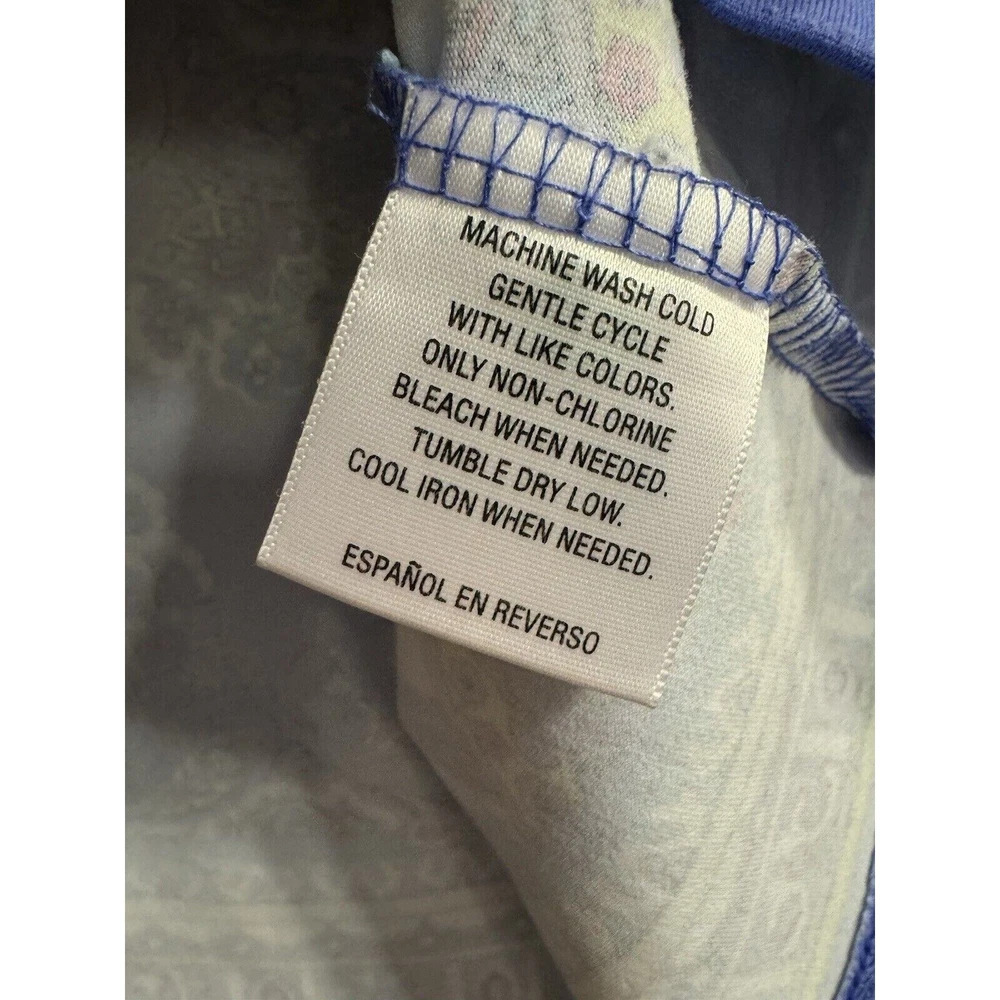 MACHINE WASH COLD
GENTLE CYCLE
WITH LIKE COLORS.
ONLY NON-CHLORINE
BLEACH WHEN NEEDED.
TUMBLE DRY LOW.
COOL IRON WHEN NEEDED.
ESPAÑOL EN REVERSO